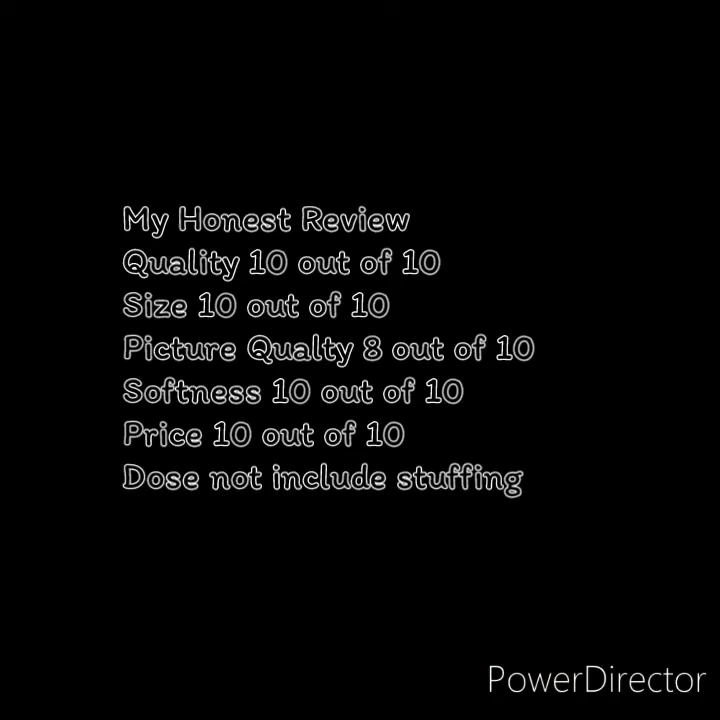 My Honest Review
Quality 10 out of 10
Size 10 out of 10
Picture Qualty 8 out of 10
Softness 10 out of 10
Price 10 out of 10
Dose not include stuffing
PowerDirector